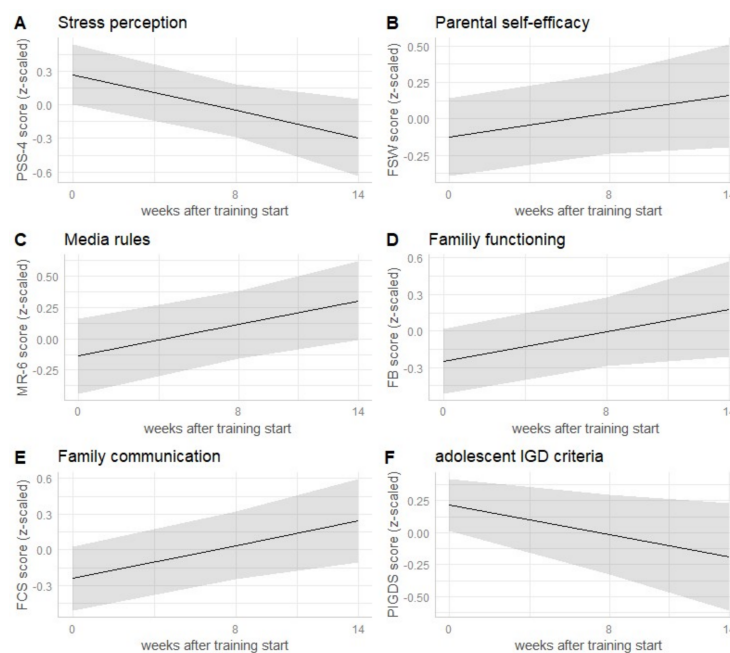 A Stress perception
PSS-4 score (z-scaled)
0.3
0.0
-0.3
-0.6
0 8 14
weeks after training start
B Parental self-efficacy
FSW score (z-scaled)
0.50
0.25
0.00
-0.25
0 8 14
weeks after training start
C Media rules
MR-6 score (z-scaled)
0.50
0.25
0.00
-0.25
0 8 14
weeks after training start
D Familiy functioning
FB score (z-scaled)
0.6
0.3
0.0
-0.3
0 8 14
weeks after training start
E Family communication
FCS score (z-scaled)
0.6
0.3
0.0
-0.3
0 8 14
weeks after training start
F adolescent IGD criteria
PIGDS score (z-scaled)
0.25
0.00
-0.25
-0.50
0 8 14
weeks after training start